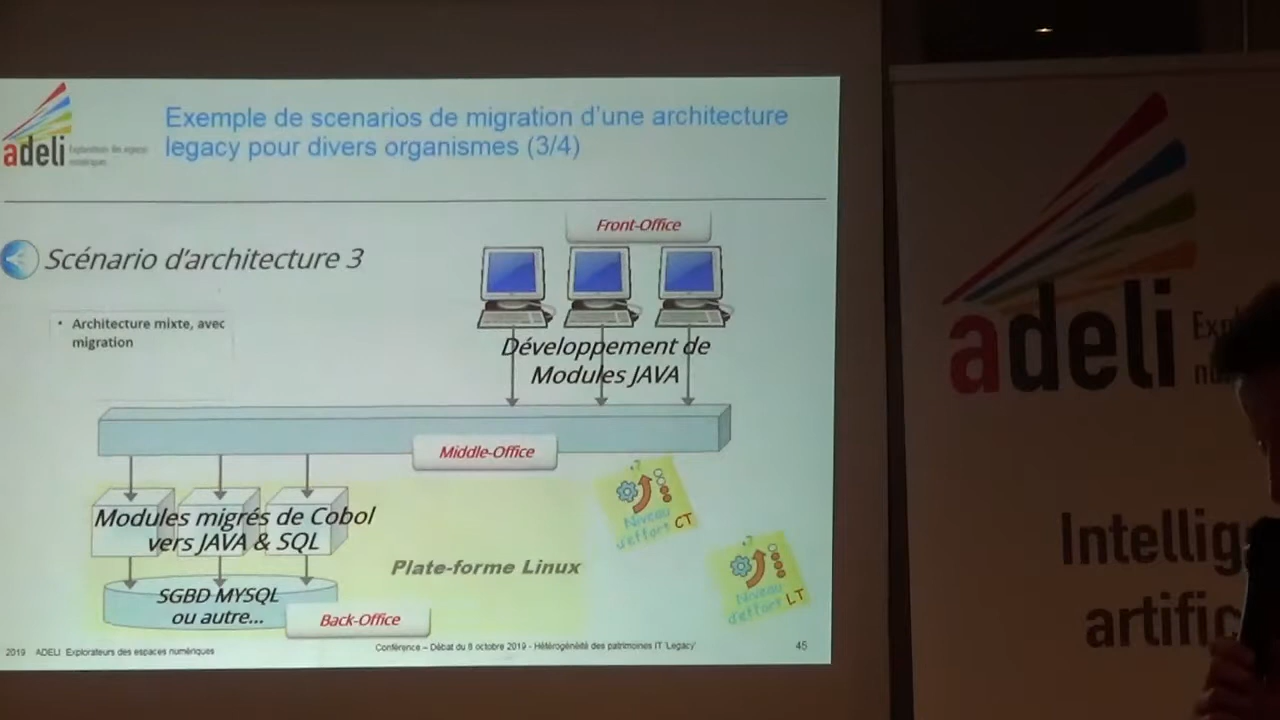 adeli
Exemple de scenarios de migration d'une architecture
legacy pour divers organismes (3/4)
Scénario d'architecture 3
Front-Office
• Architecture mixte, avec
migration
Développement de
Modules JAVA
Middle-Office
Modules migrés de Cobol
vers JAVA & SQL
Niveau
d'effort CT
Plate-forme Linux
Niveau
d'effort LT
SGBD MYSQL
ou autre...
Back-Office
2019 ADELI Explorateurs des espaces numériques
Conférence – Débat du 8 octobre 2019 - Hétérogénéité des patrimoines IT 'Legacy'
45
adeli
Intellig
artific